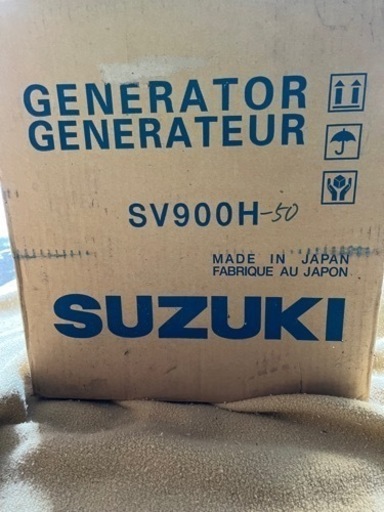 GENERATOR
GENERATEUR
SV900H-50
MADE IN JAPAN
FABRIQUE AU JAPON
SUZUKI